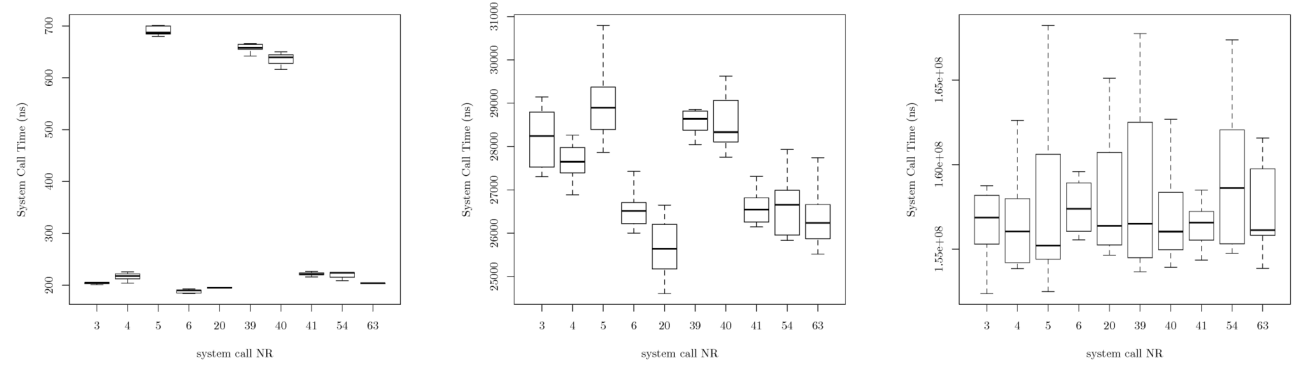 System Call Time (ns)
700
600
500
400
300
200
3 4 5 6 20 39 40 41 54 63
system call NR
System Call Time (ns)
31000
30000
29000
28000
27000
26000
25000
3 4 5 6 20 39 40 41 54 63
system call NR
System Call Time (ns)
1.65e+08
1.60e+08
1.55e+08
3 4 5 6 20 39 40 41 54 63
system call NR